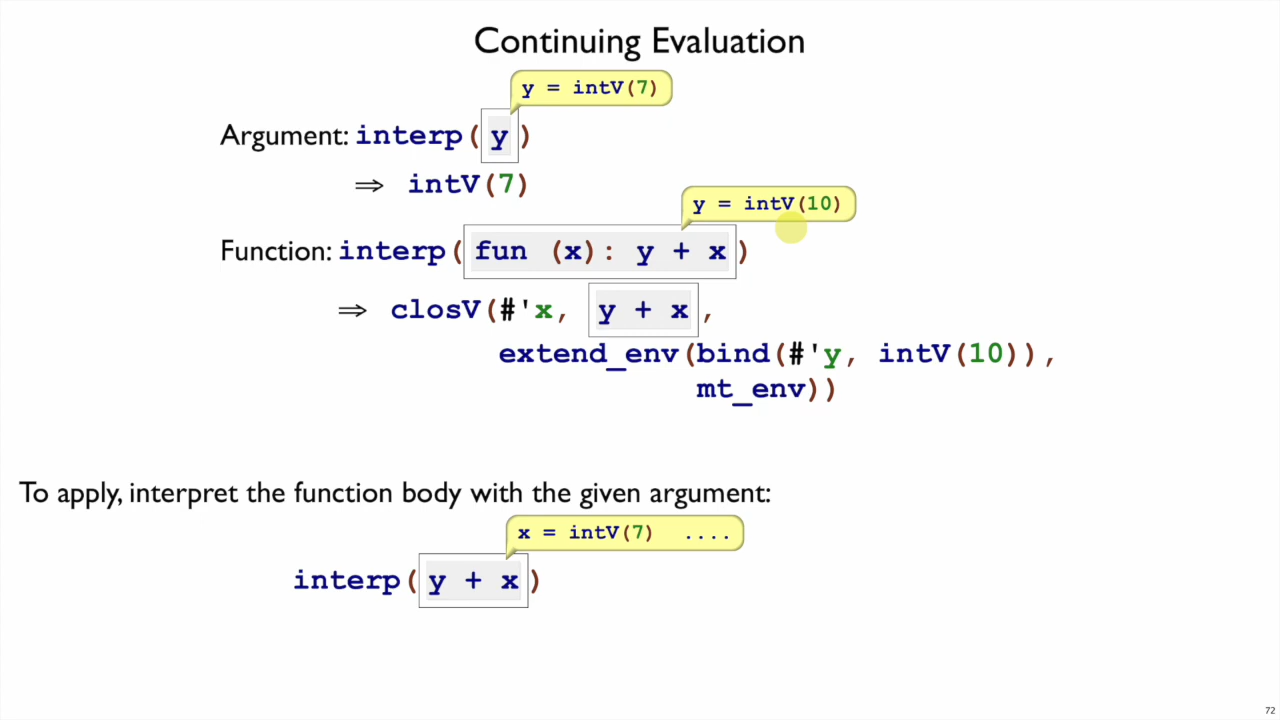 Continuing Evaluation
y = intV(7)
Argument: interp( y )
⇒ intV(7)
y = intV(10)
Function: interp( fun (x): y + x )
⇒ closV(#'x, y + x ,
extend_env(bind(#'y, intV(10)),
mt_env))
To apply, interpret the function body with the given argument:
x = intV(7) ....
interp( y + x )
72